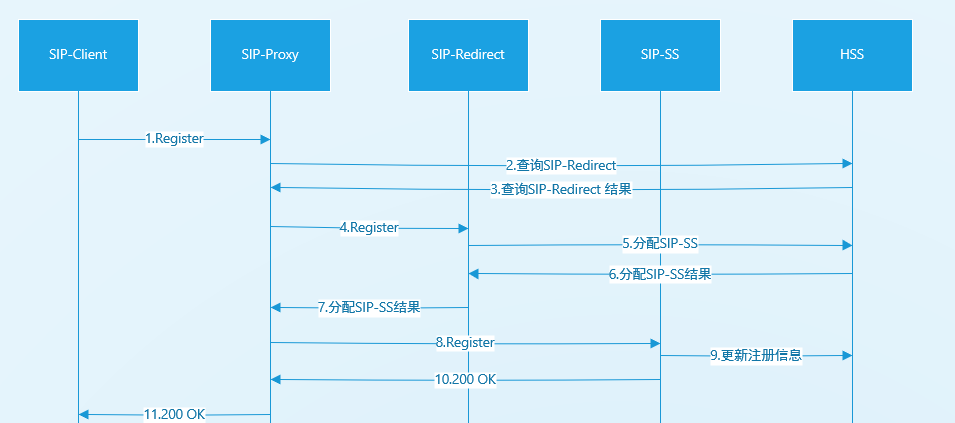 SIP-Client
SIP-Proxy
SIP-Redirect
SIP-SS
HSS
1.Register
2.查询SIP-Redirect
3.查询SIP-Redirect 结果
4.Register
5.分配SIP-SS
6.分配SIP-SS结果
7.分配SIP-SS结果
8.Register
9.更新注册信息
10.200 OK
11.200 OK